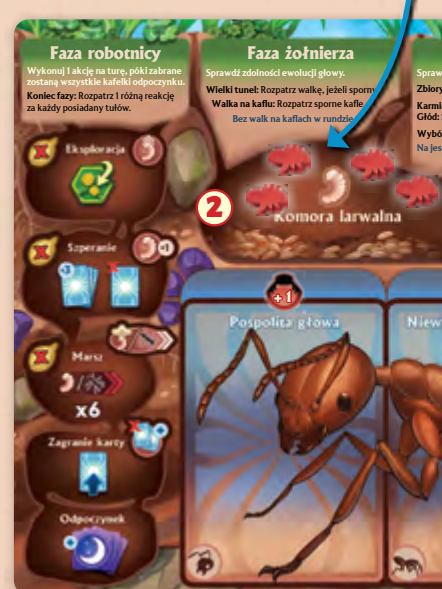 Faza robotnicy
Wykonuj 1 akcję na turę, póki zabrane
zostaną wszystkie kafelki odpoczynku.
Koniec fazy: Rozpatrz 1 różną reakcję
za każdy posiadany tułów.
Eksploracja
Szperanie
+1
+3
Marsz
x6
Zagranie karty
Odpoczynek
Faza żołnierza
Sprawdź zdolności ewolucji głowy.
Wielki tunel: Rozpatrz walkę, jeżeli sporny
Walka na kaflu: Rozpatrz sporne kafle
Bez walk na kaflach w rundzie
2
Komora larwalna
+1
Pospolita głowa
Spraw
Zbiory
Karmi
Głód:
Wybó
Na jes
Niew